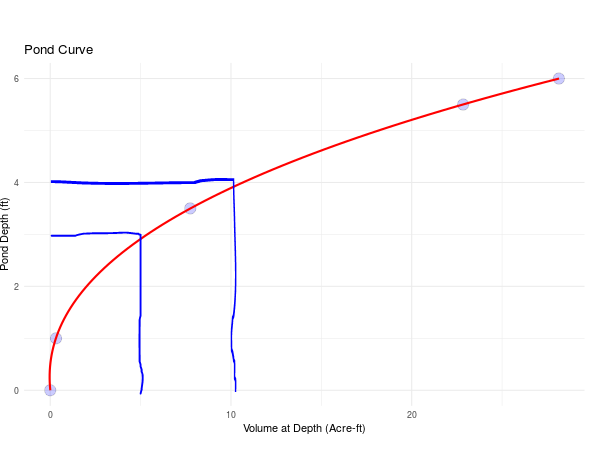 Pond Curve
6
4
2
0
Pond Depth (ft)
0
10
20
Volume at Depth (Acre-ft)